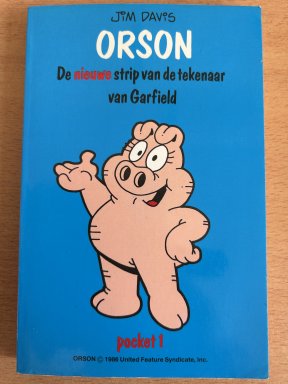 JIM DAVIS
ORSON
De nieuwe strip van de tekenaar
van Garfield
pocket 1
ORSON © 1986 United Feature Syndicate, Inc.